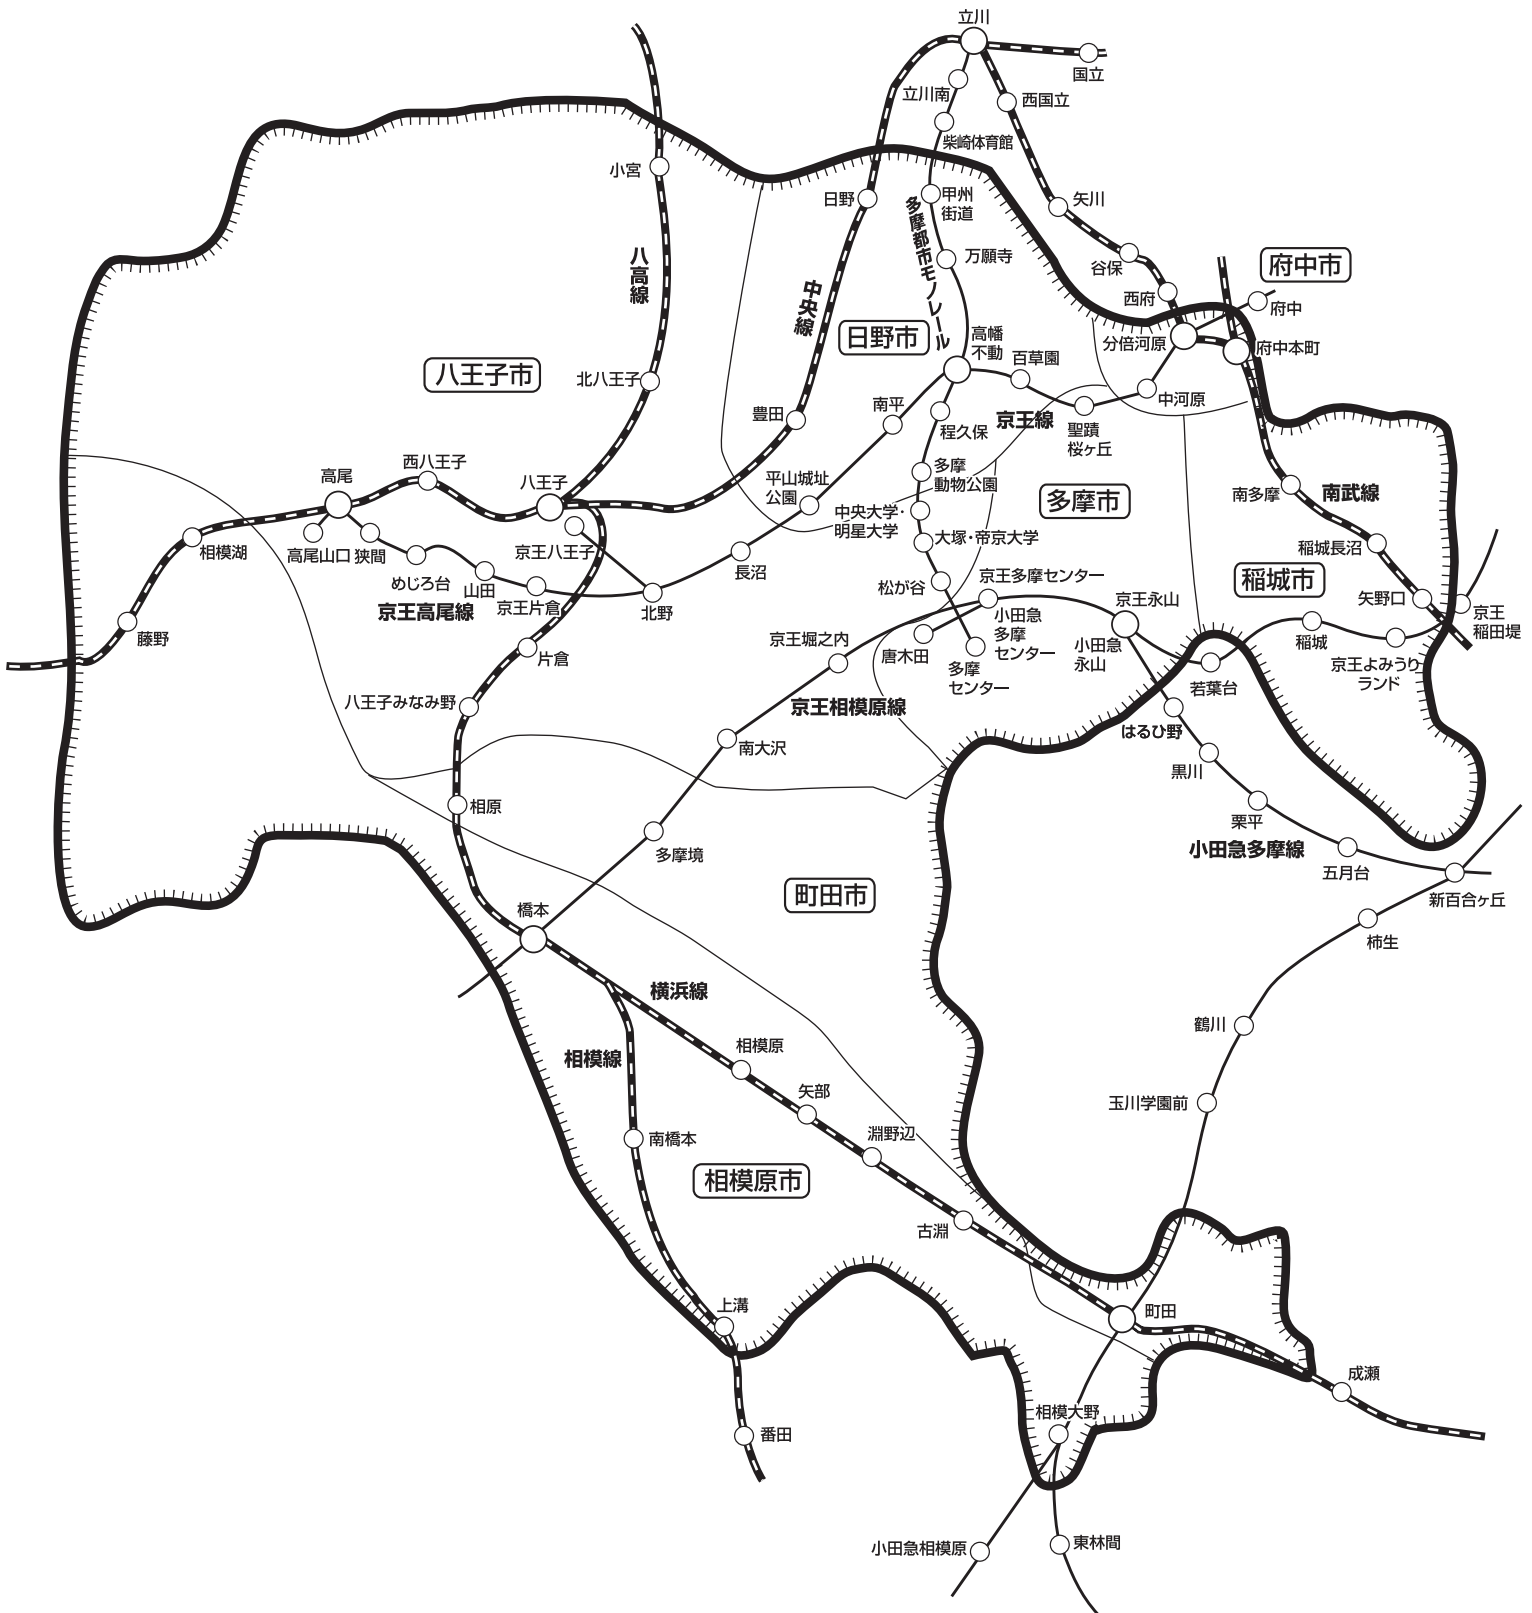 立川
国立
立川南
西国立
柴崎体育館
小宮
日野
甲州
街道
矢川
多摩都市モノレール
万願寺
谷保
府中市
八高線
中央線
西府
府中
日野市
高幡
不動
分倍河原
府中本町
八王子市
北八王子
百草園
中河原
豊田
南平
程久保
京王線
聖蹟
桜ヶ丘
高尾
西八王子
八王子
平山城址
公園
多摩
動物公園
多摩市
南多摩
南武線
相模湖
高尾山口
狭間
京王八王子
中央大学・
明星大学
大塚・帝京大学
稲城長沼
めじろ台
山田
京王片倉
長沼
松が谷
京王多摩センター
稲城市
京王高尾線
北野
京王永山
矢野口
京王
稲田堤
藤野
片倉
京王堀之内
唐木田
小田急
多摩
センター
小田急
永山
稲城
京王よみうり
ランド
多摩
センター
若葉台
八王子みなみ野
京王相模原線
はるひ野
南大沢
黒川
相原
栗平
多摩境
小田急多摩線
五月台
町田市
新百合ヶ丘
橋本
柿生
横浜線
鶴川
相模線
相模原
矢部
玉川学園前
南橋本
淵野辺
相模原市
古淵
上溝
町田
成瀬
相模大野
番田
小田急相模原
東林間